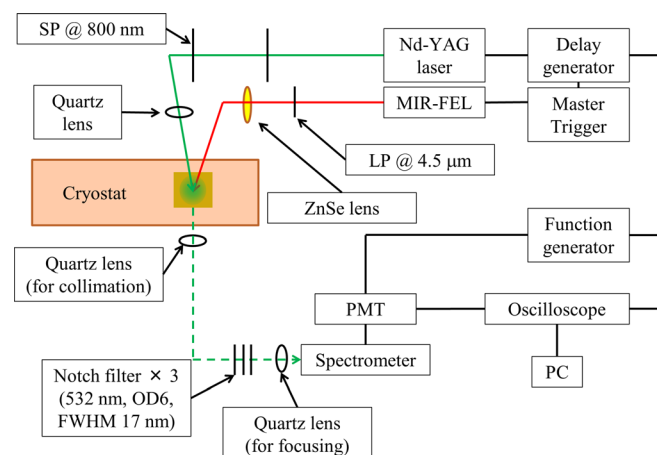 SP @ 800 nm
Nd-YAG
laser
Delay
generator
Quartz
lens
MIR-FEL
Master
Trigger
LP @ 4.5 μm
Cryostat
ZnSe lens
Function
generator
Quartz lens
(for collimation)
PMT
Oscilloscope
Spectrometer
PC
Notch filter × 3
(532 nm, OD6,
FWHM 17 nm)
Quartz lens
(for focusing)